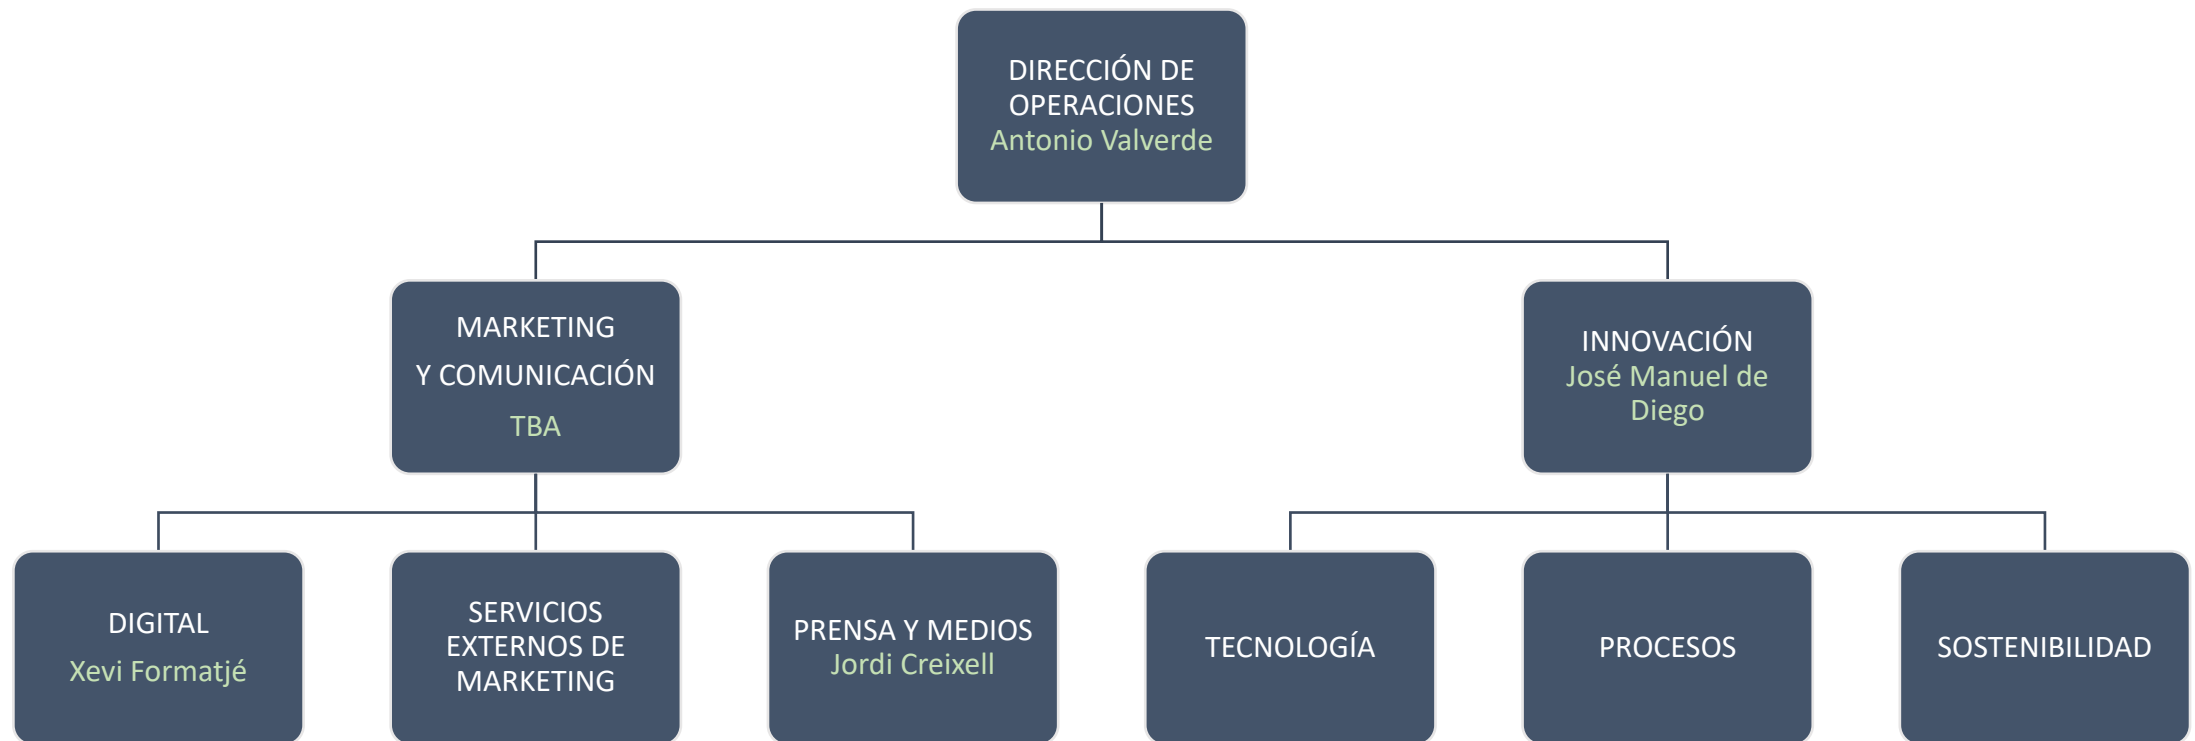 DIRECCIÓN DE
OPERACIONES
Antonio Valverde
MARKETING
Y COMUNICACIÓN
TBA
INNOVACIÓN
José Manuel de
Diego
DIGITAL
Xevi Formatjé
SERVICIOS
EXTERNOS DE
MARKETING
PRENSA Y MEDIOS
Jordi Creixell
TECNOLOGÍA
PROCESOS
SOSTENIBILIDAD